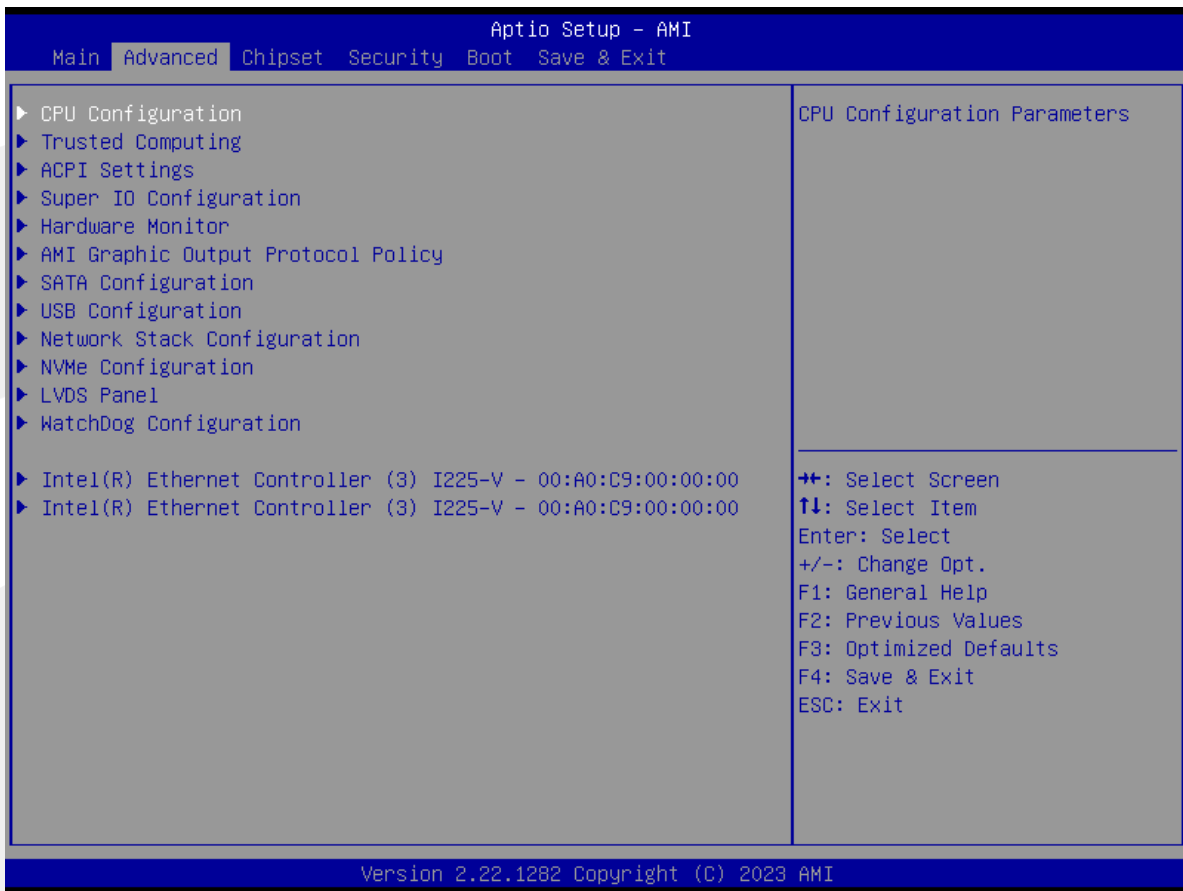 Aptio Setup - AMI
Main Advanced Chipset Security Boot Save & Exit
CPU Configuration
Trusted Computing
ACPI Settings
Super IO Configuration
Hardware Monitor
AMI Graphic Output Protocol Policy
SATA Configuration
USB Configuration
Network Stack Configuration
NVMe Configuration
LVDS Panel
WatchDog Configuration
Intel(R) Ethernet Controller (3) I225-V - 00:A0:C9:00:00:00
Intel(R) Ethernet Controller (3) I225-V - 00:A0:C9:00:00:00
CPU Configuration Parameters
→←: Select Screen
↑↓: Select Item
Enter: Select
+/-: Change Opt.
F1: General Help
F2: Previous Values
F3: Optimized Defaults
F4: Save & Exit
ESC: Exit
Version 2.22.1282 Copyright (C) 2023 AMI